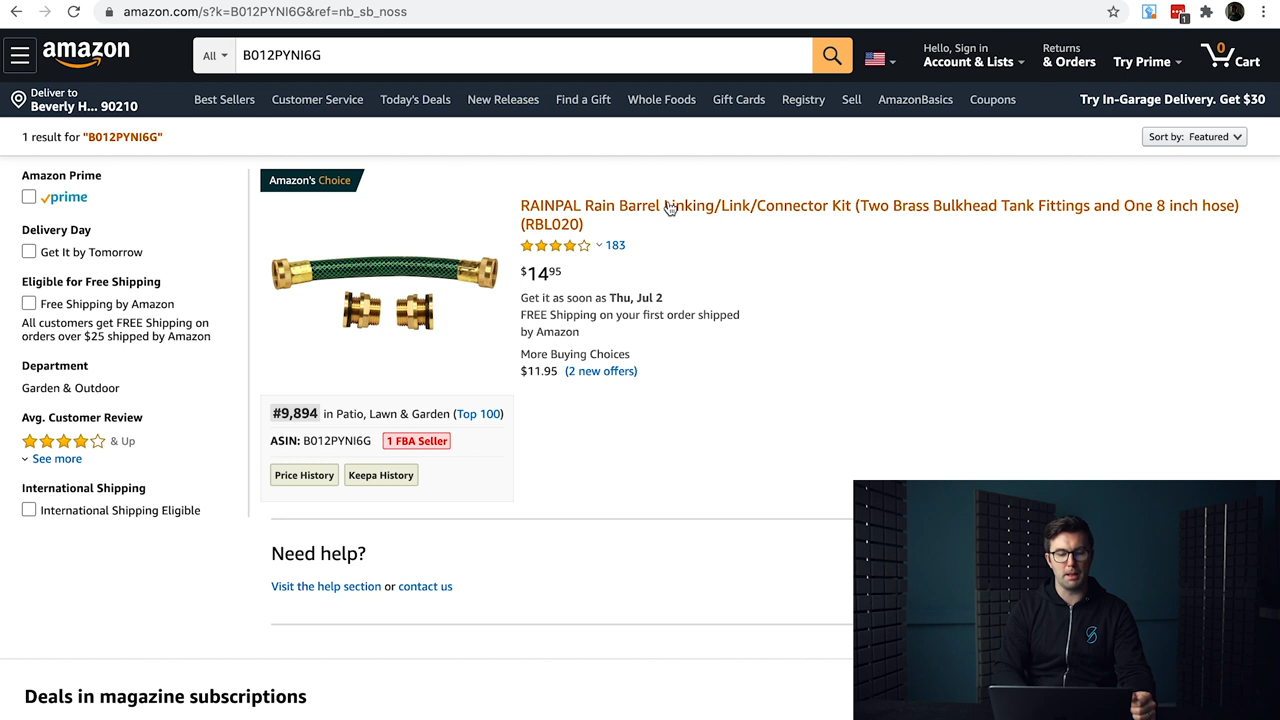 amazon.com/s?k=B012PYNI6G&ref=nb_sb_noss
1
amazon
All
B012PYNI6G
Hello, Sign in
Account & Lists
Returns
& Orders
Try Prime
0
Cart
Deliver to
Beverly H... 90210
Best Sellers
Customer Service
Today's Deals
New Releases
Find a Gift
Whole Foods
Gift Cards
Registry
Sell
AmazonBasics
Coupons
Try In-Garage Delivery. Get $30
1 result for "B012PYNI6G"
Sort by: Featured
Amazon Prime
prime
Delivery Day
Get It by Tomorrow
Eligible for Free Shipping
Free Shipping by Amazon
All customers get FREE Shipping on
orders over $25 shipped by Amazon
Department
Garden & Outdoor
Avg. Customer Review
& Up
See more
International Shipping
International Shipping Eligible
Amazon's Choice
RAINPAL Rain Barrel Linking/Link/Connector Kit (Two Brass Bulkhead Tank Fittings and One 8 inch hose)
(RBL020)
183
$1495
Get it as soon as Thu, Jul 2
FREE Shipping on your first order shipped
by Amazon
More Buying Choices
$11.95 (2 new offers)
#9,894 in Patio, Lawn & Garden (Top 100)
ASIN: B012PYNI6G 1 FBA Seller
Price History
Keepa History
Need help?
Visit the help section or contact us
Deals in magazine subscriptions